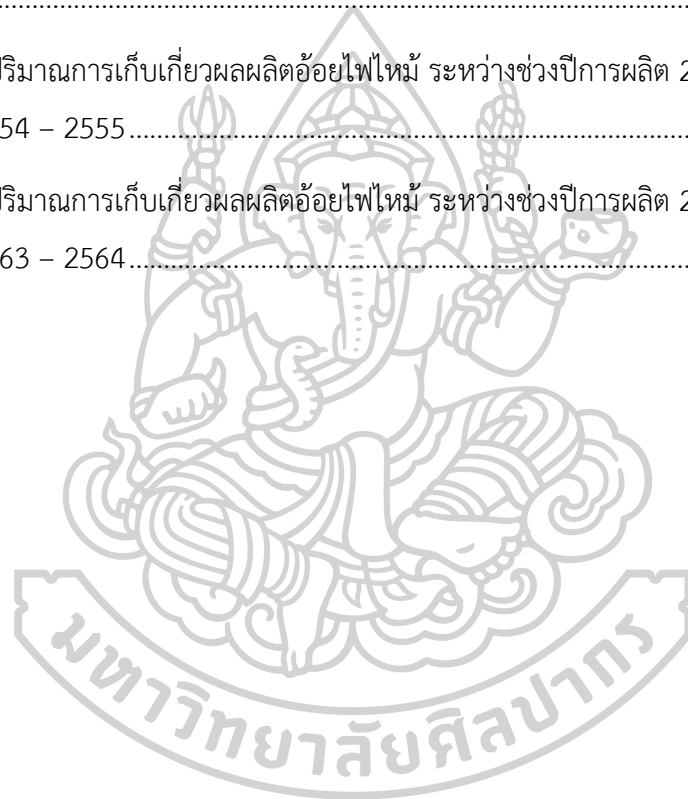 ................................................................................................
ปริมาณการเก็บเกี่ยวผลผลิตอ้อยไฟไหม้ ระหว่างช่วงปีการผลิต 2
54 – 2555................................................................................
ปริมาณการเก็บเกี่ยวผลผลิตอ้อยไฟไหม้ ระหว่างช่วงปีการผลิต 2
63 – 2564................................................................................
มหาวิทยาลัยศิลปากร